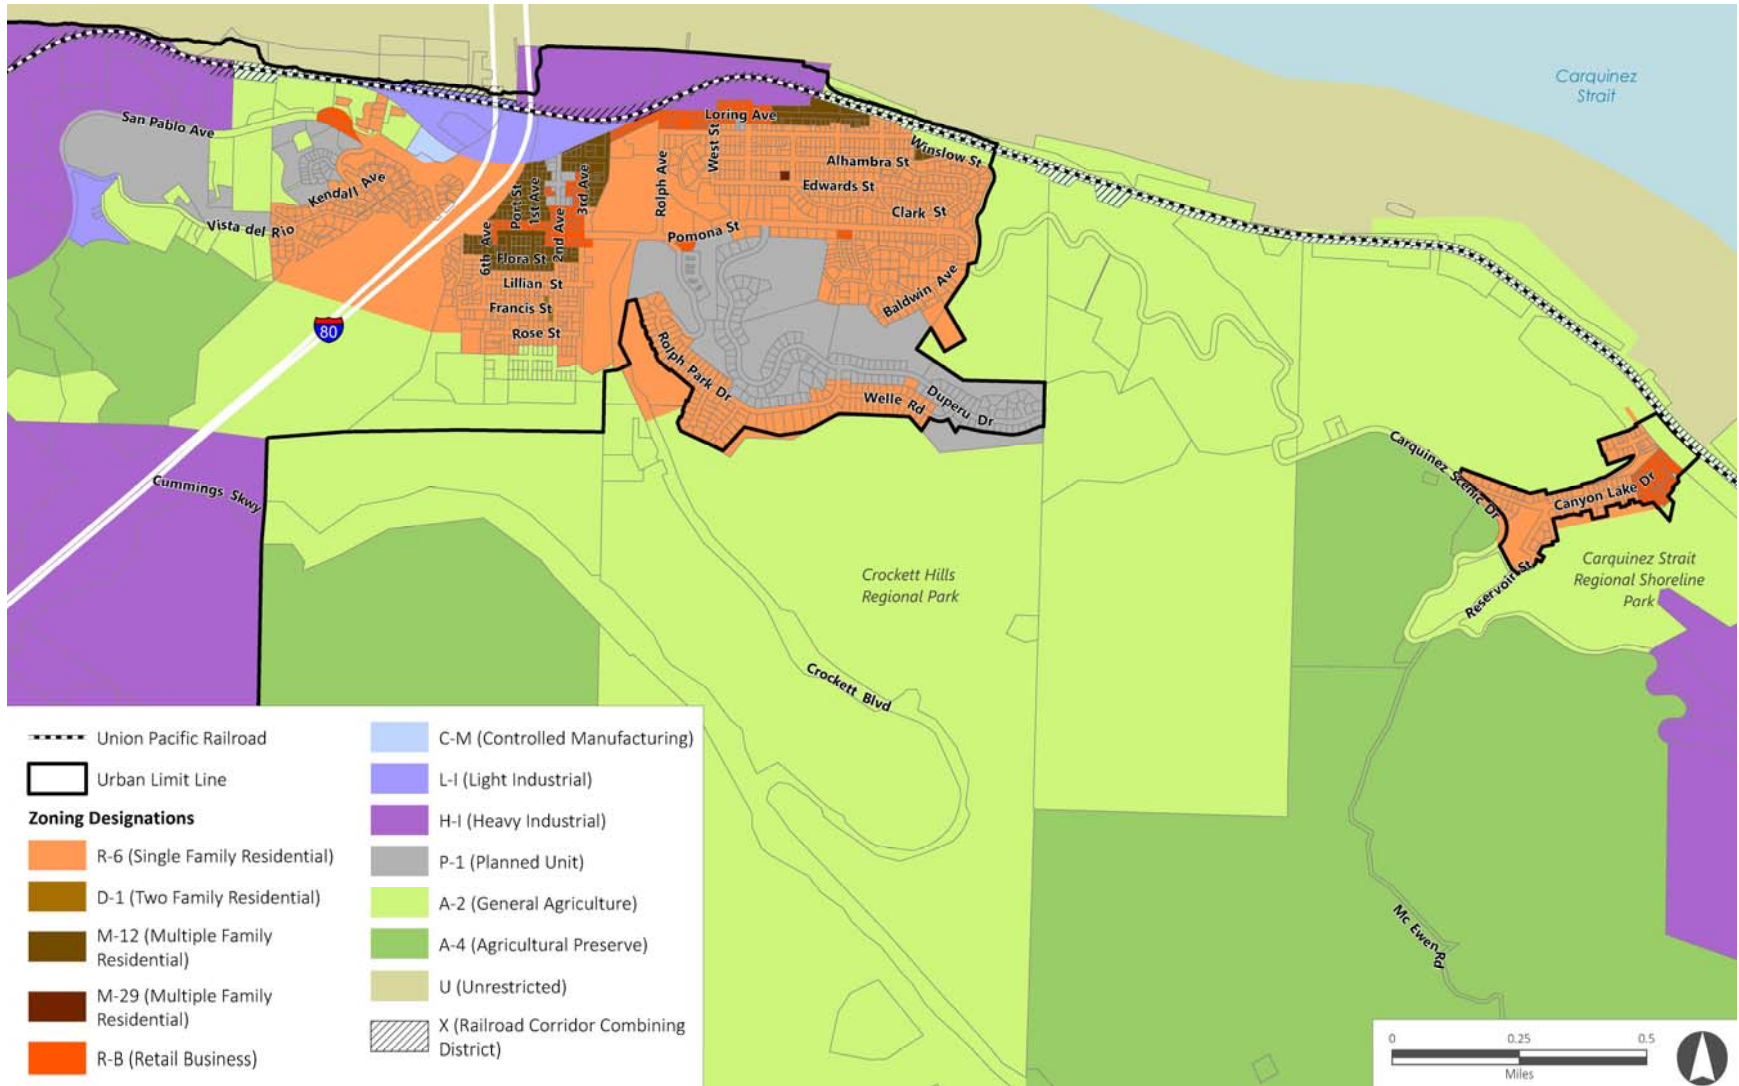 Carquinez
Strait
San Pablo Ave
Loring Ave
West St
Winslow St
Alhambra St
Edwards St
Rolph Ave
Kendall Ave
Port St
1st Ave
3rd Ave
2nd Ave
Clark St
Vista del Rio
Pomona St
6th Ave
Flora St
Lillian St
Baldwin Ave
Francis St
80
Rose St
Rolph Park Dr
Welle Rd
Duperu Dr
Carquinez Scenic Dr
Cummings Skwy
Canyon Lake Dr
Crockett Hills
Regional Park
Reservoir St
Carquinez Strait
Regional Shoreline
Park
Crockett Blvd
Mc Ewen Rd
Union Pacific Railroad
Urban Limit Line
Zoning Designations
R-6 (Single Family Residential)
D-1 (Two Family Residential)
M-12 (Multiple Family
Residential)
M-29 (Multiple Family
Residential)
R-B (Retail Business)
C-M (Controlled Manufacturing)
L-I (Light Industrial)
H-I (Heavy Industrial)
P-1 (Planned Unit)
A-2 (General Agriculture)
A-4 (Agricultural Preserve)
U (Unrestricted)
X (Railroad Corridor Combining
District)
0 0.25 0.5
Miles